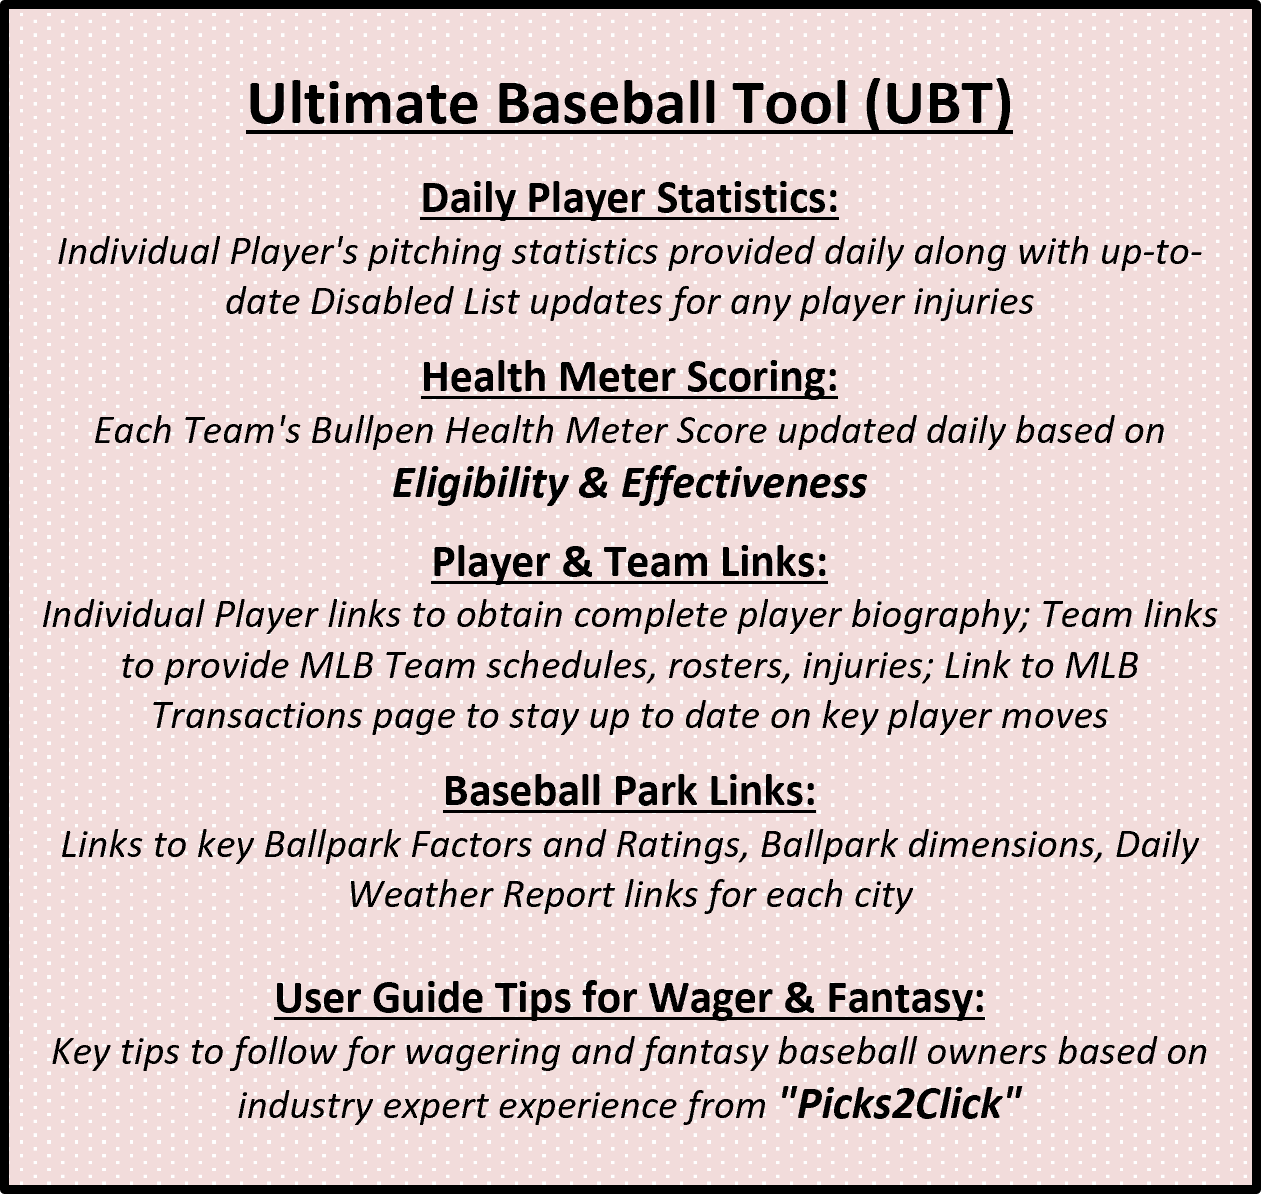 Ultimate Baseball Tool (UBT)
Daily Player Statistics:
Individual Player's pitching statistics provided daily along with up-to-
date Disabled List updates for any player injuries
Health Meter Scoring:
Each Team's Bullpen Health Meter Score updated daily based on
Eligibility & Effectiveness
Player & Team Links:
Individual Player links to obtain complete player biography; Team links
to provide MLB Team schedules, rosters, injuries; Link to MLB
Transactions page to stay up to date on key player moves
Baseball Park Links:
Links to key Ballpark Factors and Ratings, Ballpark dimensions, Daily
Weather Report links for each city
User Guide Tips for Wager & Fantasy:
Key tips to follow for wagering and fantasy baseball owners based on
industry expert experience from "Picks2Click"